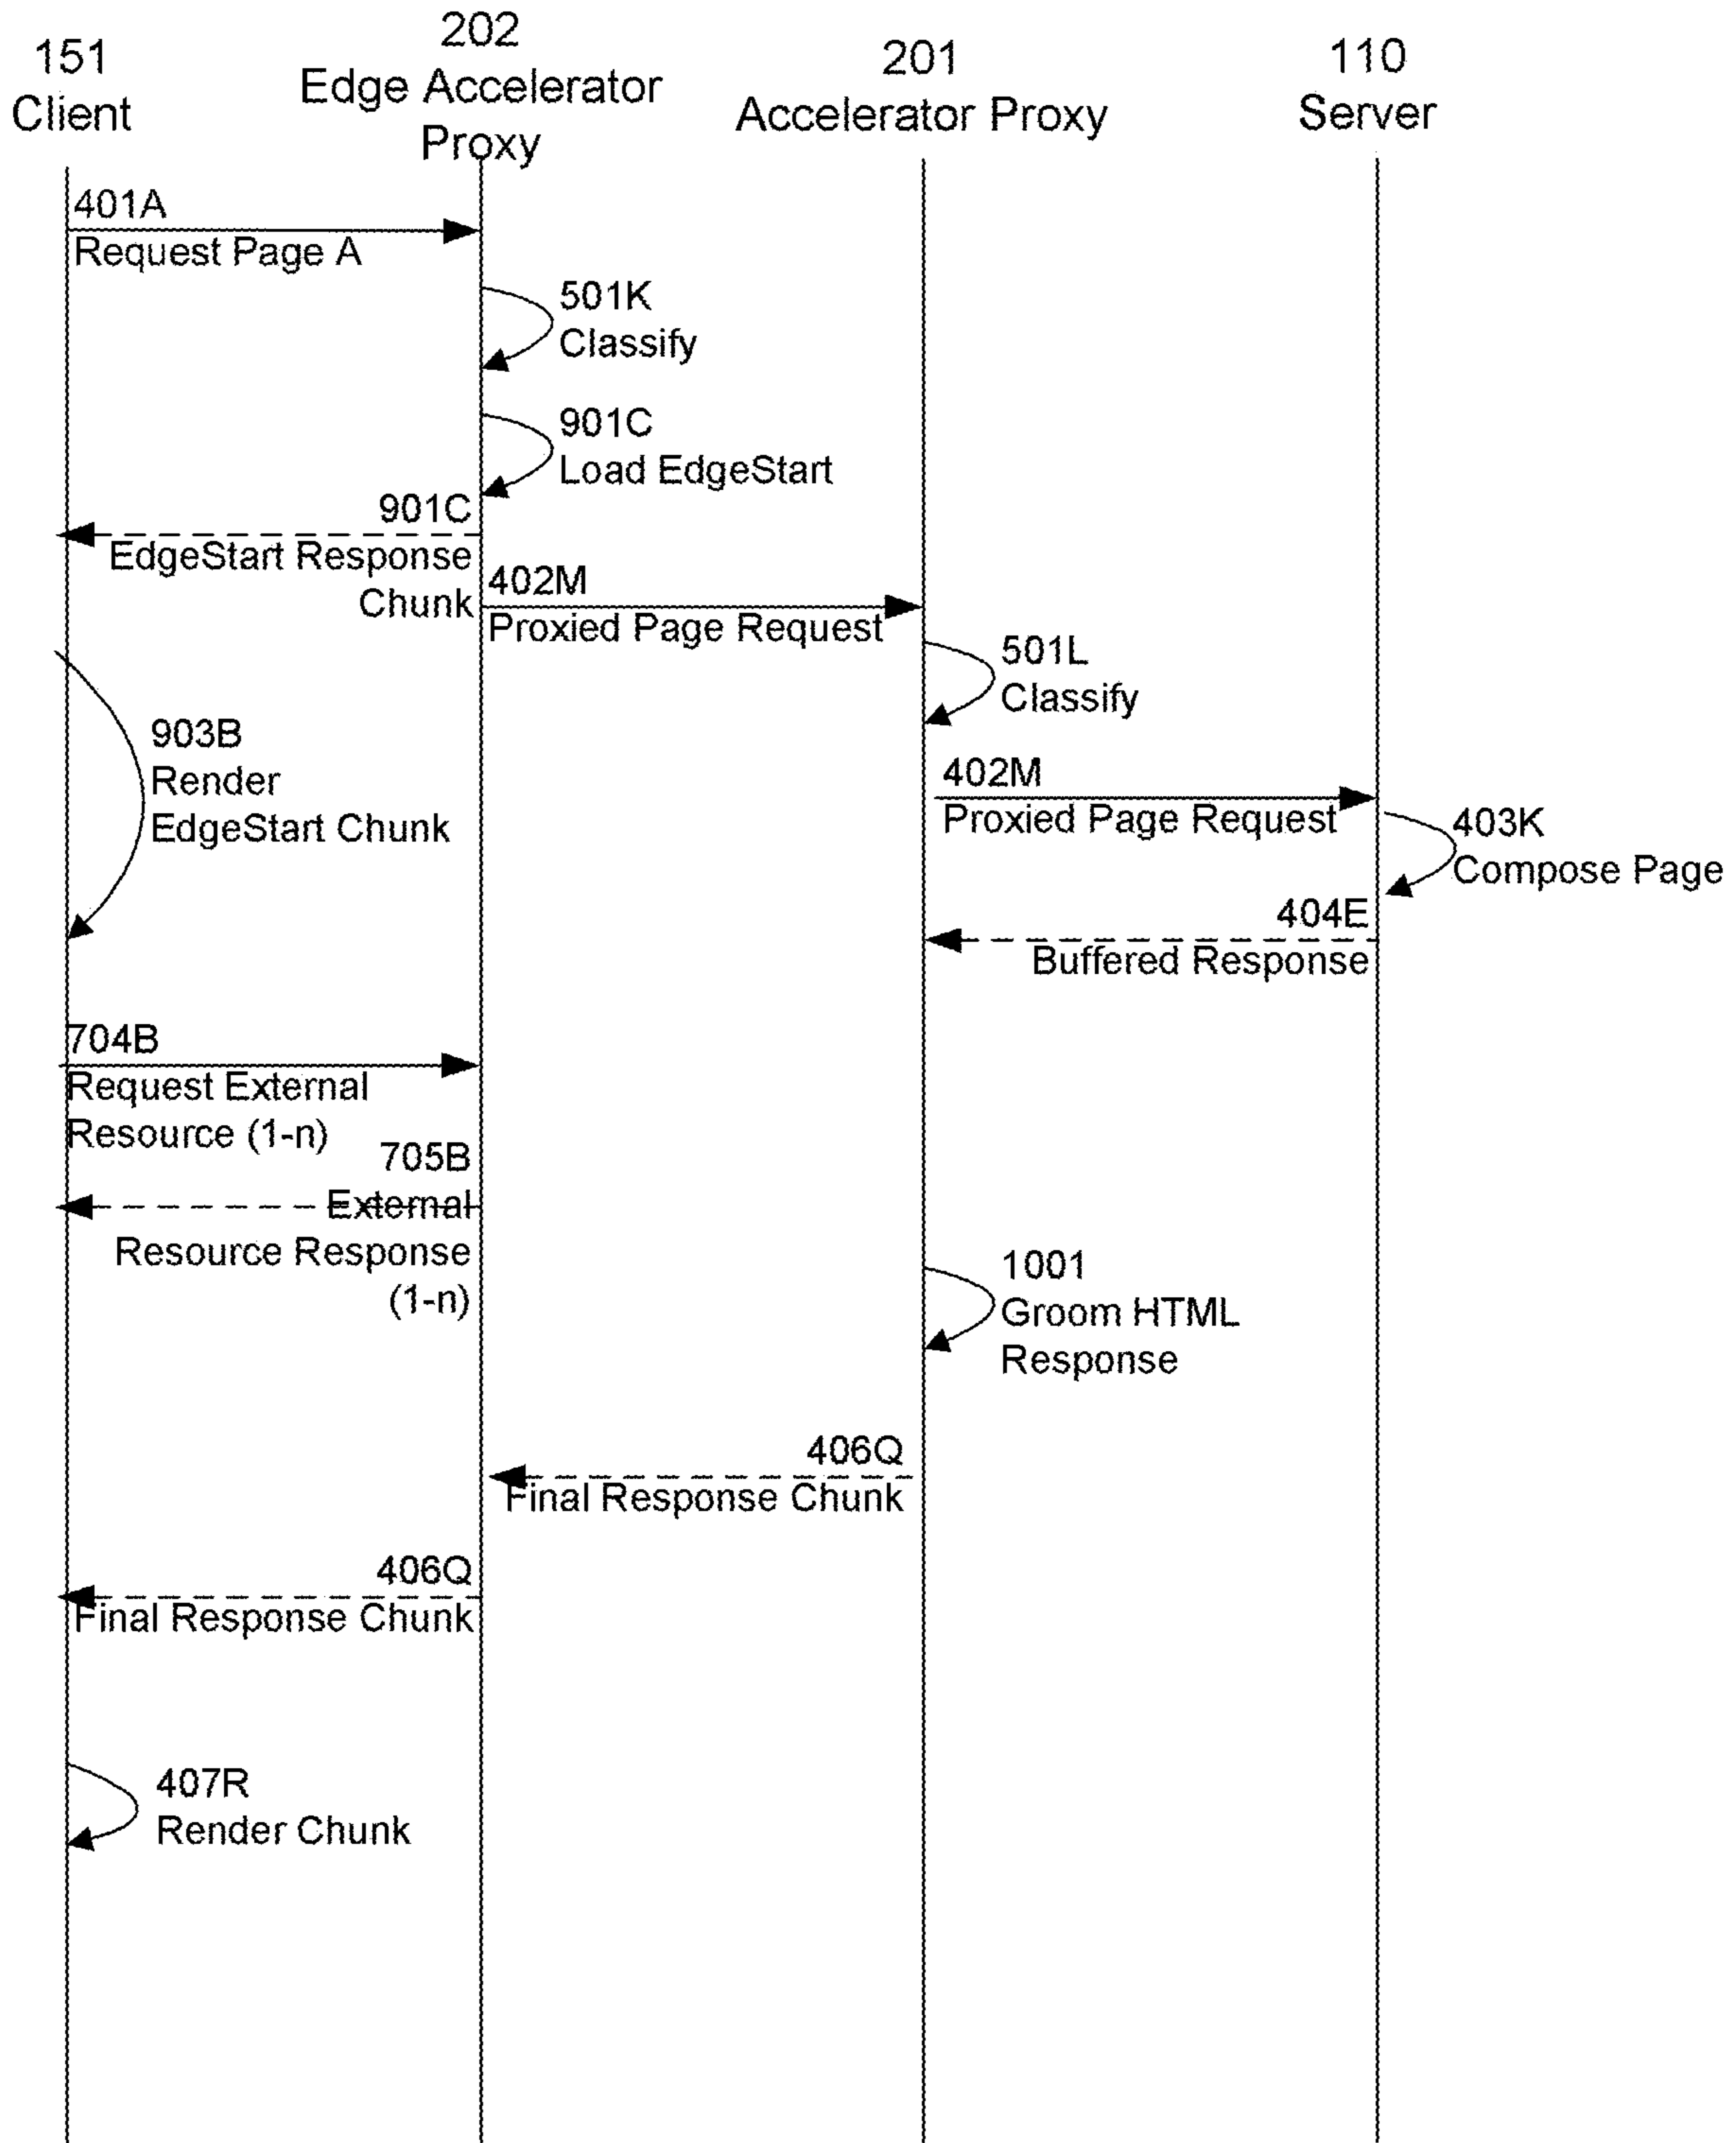 151
Client
202
Edge Accelerator
Proxy
201
Accelerator Proxy
110
Server
401A
Request Page A
501K
Classify
901C
Load EdgeStart
901C
EdgeStart Response
Chunk
402M
Proxied Page Request
501L
Classify
903B
Render
EdgeStart Chunk
402M
Proxied Page Request
403K
Compose Page
404E
Buffered Response
704B
Request External
Resource (1-n)
705B
External
Resource Response
(1-n)
1001
Groom HTML
Response
406Q
Final Response Chunk
406Q
Final Response Chunk
407R
Render Chunk